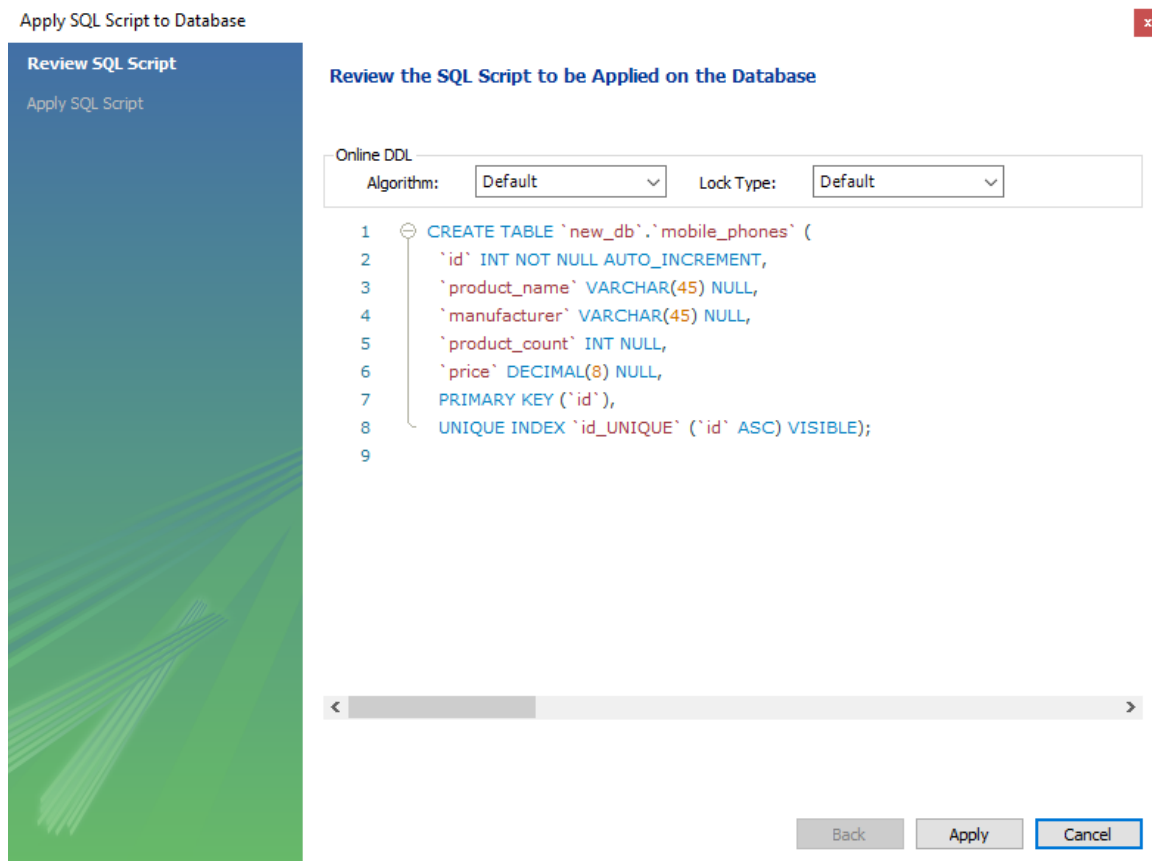 Apply SQL Script to Database
x
Review SQL Script
Apply SQL Script
Review the SQL Script to be Applied on the Database
Online DDL
Algorithm: Default Lock Type: Default
1 CREATE TABLE `new_db`.`mobile_phones` (
2 `id` INT NOT NULL AUTO_INCREMENT,
3 `product_name` VARCHAR(45) NULL,
4 `manufacturer` VARCHAR(45) NULL,
5 `product_count` INT NULL,
6 `price` DECIMAL(8) NULL,
7 PRIMARY KEY (`id`),
8 UNIQUE INDEX `id_UNIQUE` (`id` ASC) VISIBLE);
9
Back Apply Cancel